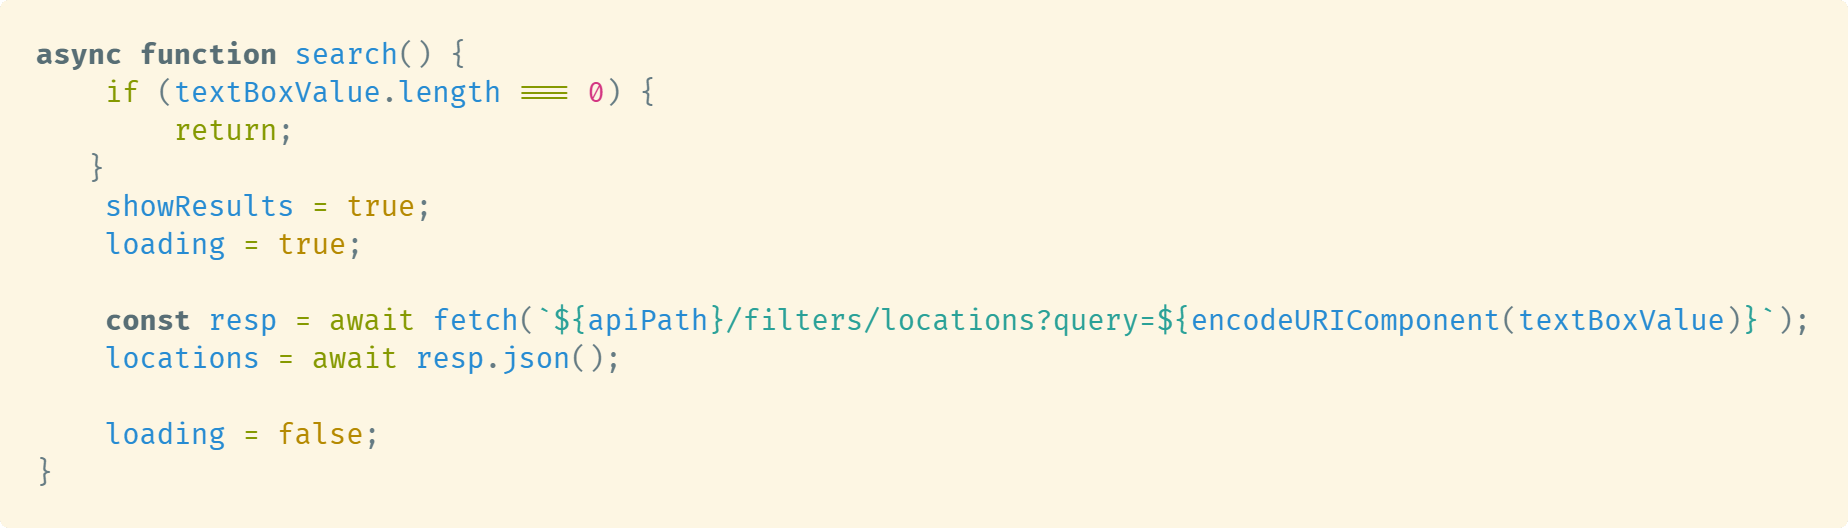 async function search() {
    if (textBoxValue.length === 0) {
        return;
   }
    showResults = true;
    loading = true;

    const resp = await fetch(`${apiPath}/filters/locations?query=${encodeURIComponent(textBoxValue)}`);
    locations = await resp.json();

    loading = false;
}